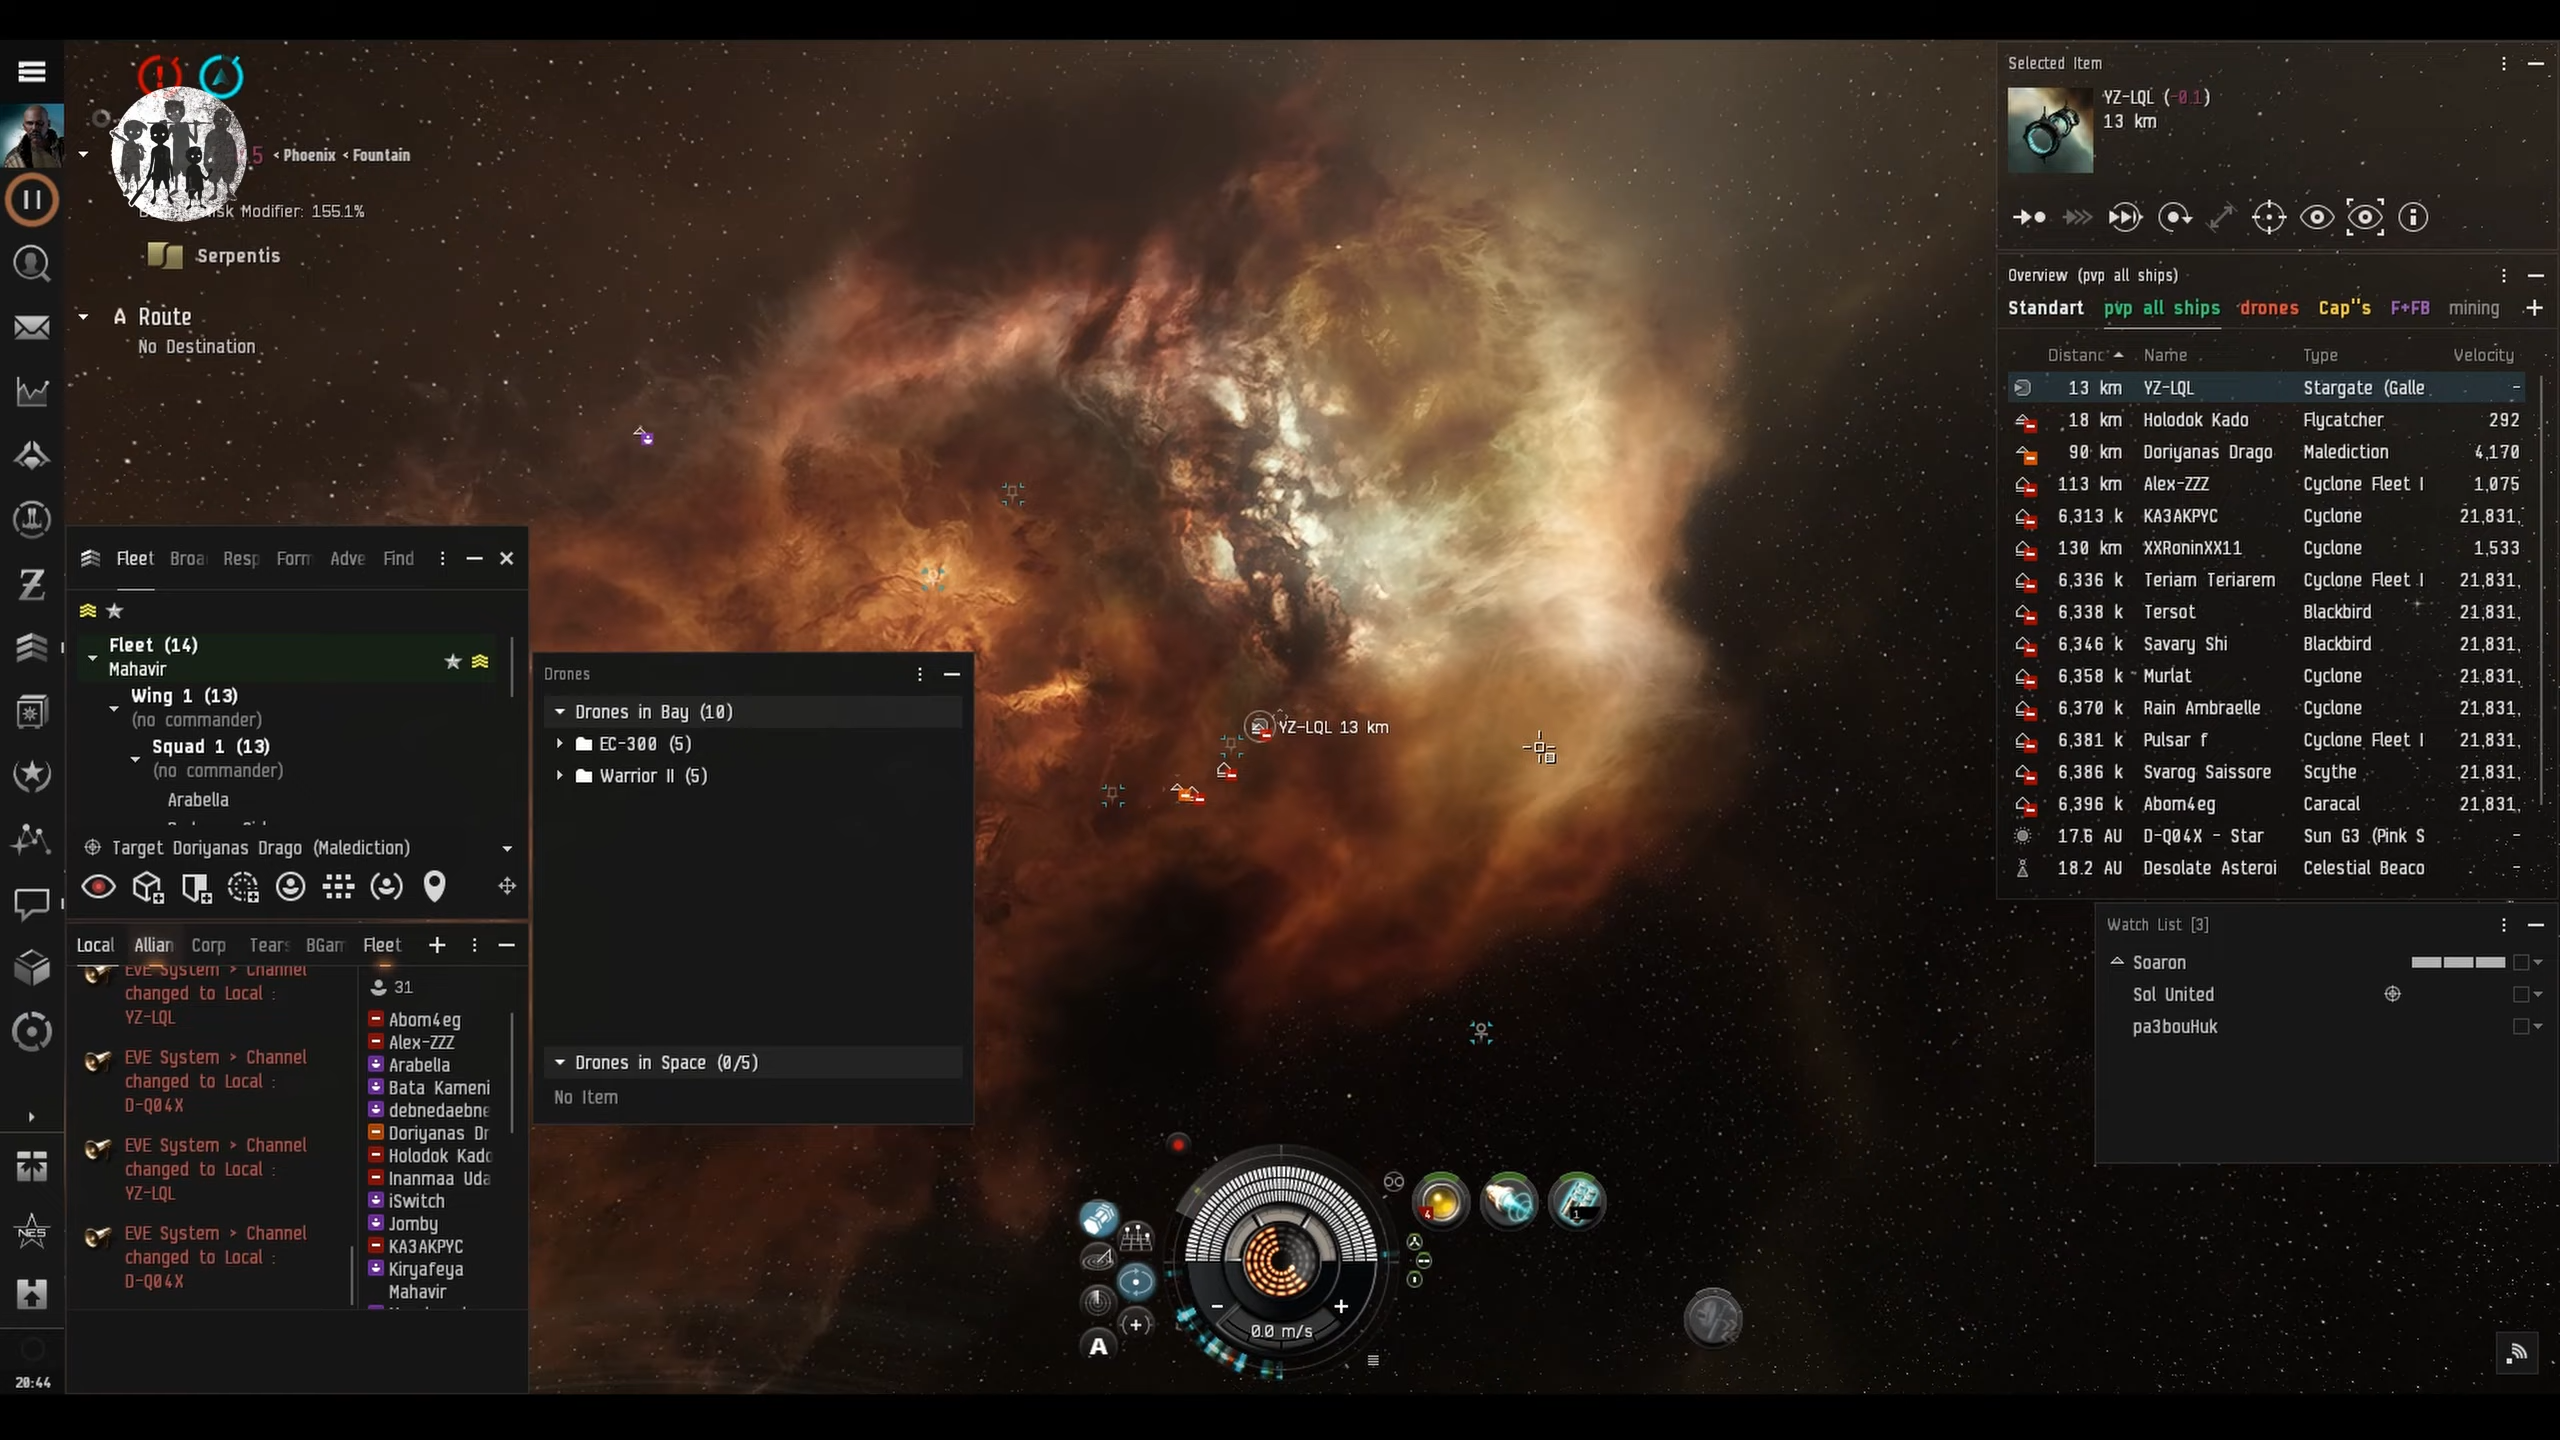 5 < Phoenix < Fountain
sk Modifier: 155.1%
Serpentis
Route
No Destination
Fleet
Broa
Resp
Form
Adve
Find
Fleet (14)
Mahavir
Wing 1 (13)
(no commander)
Squad 1 (13)
(no commander)
Arabella
Target Doriyanas Drago (Malediction)
Local
Allian
Corp
Tears
BGam
Fleet
EVE System > Channel
changed to Local :
YZ-LQL
EVE System > Channel
changed to Local :
D-Q04X
EVE System > Channel
changed to Local :
YZ-LQL
EVE System > Channel
changed to Local :
D-Q04X
31
Abom4eg
Alex-ZZZ
Arabella
Bata Kameni
debnedaebne
Doriyanas Dr
Holodok Kado
Inanmaa Uda
iSwitch
Jomby
KA3AKPYC
Kiryafeya
Mahavir
NES
20:44
Drones
Drones in Bay (10)
EC-300 (5)
Warrior II (5)
Drones in Space (0/5)
No Item
YZ-LQL 13 km
4
1
A
0.0 m/s
Selected Item
YZ-LQL (-0.1)
13 km
Overview (pvp all ships)
Standart
pvp all ships
drones
Cap''s
F+FB
mining
Distanc
Name
Type
Velocity
13 km YZ-LQL Stargate (Galle -
18 km Holodok Kado Flycatcher 292
90 km Doriyanas Drago Malediction 4,170
113 km Alex-ZZZ Cyclone Fleet I 1,075
6,313 k KA3AKPYC Cyclone 21,831,
130 km XXRoninXX11 Cyclone 1,533
6,336 k Teriam Teriarem Cyclone Fleet I 21,831,
6,338 k Tersot Blackbird 21,831,
6,346 k Savary Shi Blackbird 21,831,
6,358 k Murlat Cyclone 21,831,
6,370 k Rain Ambraelle Cyclone 21,831,
6,381 k Pulsar f Cyclone Fleet I 21,831,
6,386 k Svarog Saissore Scythe 21,831,
6,396 k Abom4eg Caracal 21,831,
17.6 AU D-Q04X - Star Sun G3 (Pink S -
18.2 AU Desolate Asteroi Celestial Beaco -
Watch List [3]
Soaron
Sol United
pa3bouHuk